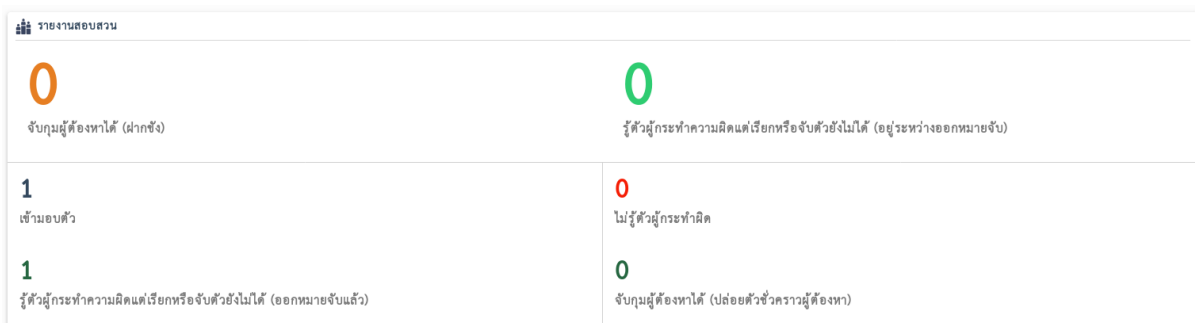 รายงานสอบสวน
0
จับกุมผู้ต้องหาได้ (ฝากขัง)
0
รู้ตัวผู้กระทำความผิดแต่เรียกหรือจับตัวยังไม่ได้ (อยู่ระหว่างออกหมายจับ)
1
เข้ามอบตัว
0
ไม่รู้ตัวผู้กระทำผิด
1
รู้ตัวผู้กระทำความผิดแต่เรียกหรือจับตัวยังไม่ได้ (ออกหมายจับแล้ว)
0
จับกุมผู้ต้องหาได้ (ปล่อยตัวชั่วคราวผู้ต้องหา)